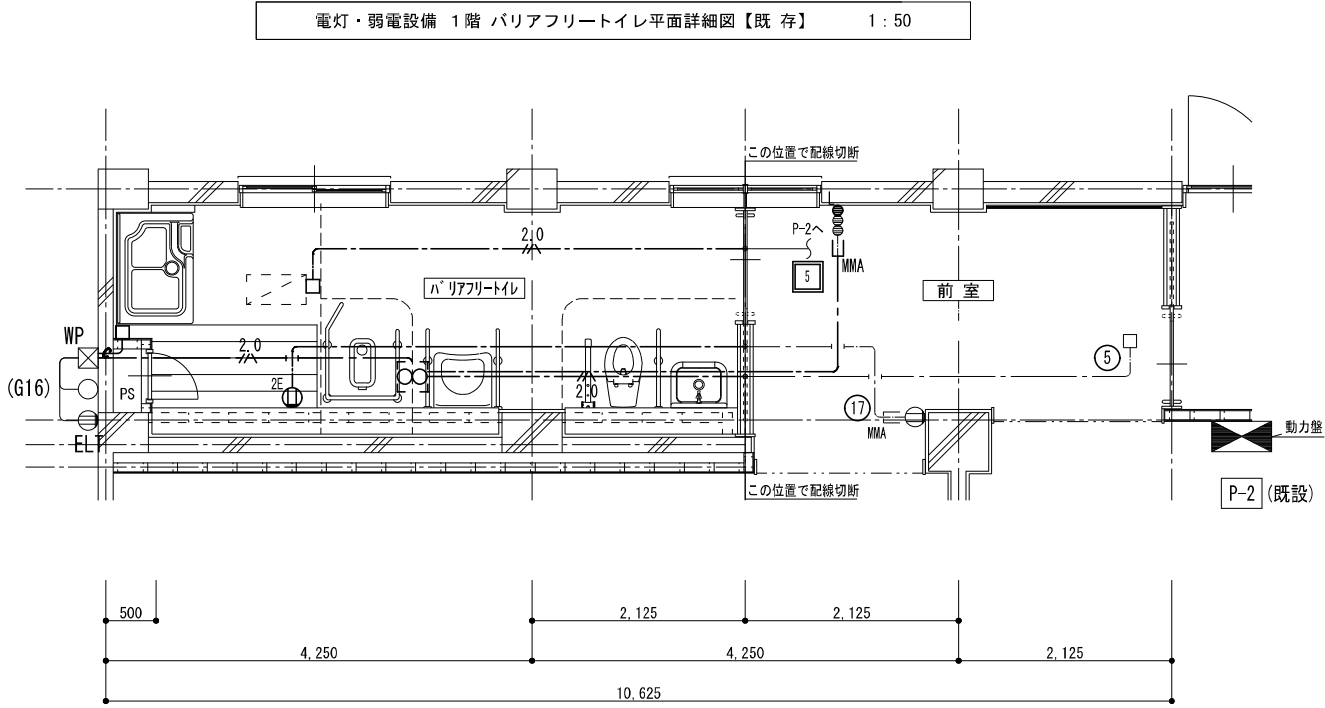 電灯・弱電設備 1階 バリアフリートイレ平面詳細図【既 存】 1:50
この位置で配線切断
2.0
P-2へ
MMA
5
バリアフリートイレ
前 室
WP
2.0
(G16)
PS
2E
2.0
5
17
MMA
ELT
動力盤
この位置で配線切断
P-2 (既設)
500
2,125
2,125
4,250
4,250
2,125
10,625